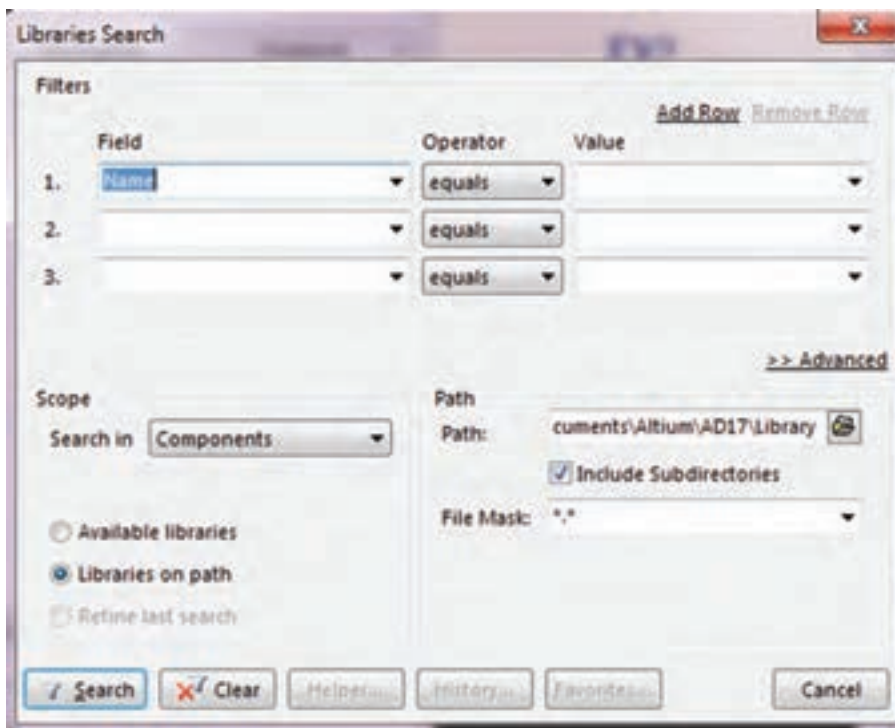 Libraries Search
Filters
Add Row Remove Row
Field Operator Value
1. Name equals
2. equals
3. equals
>> Advanced
Scope
Search in Components
Available libraries
Libraries on path
Refine last search
Path
Path: cuments\Altium\AD17\Library
Include Subdirectories
File Mask: *.*
Search Clear Helper... History... Favorites... Cancel